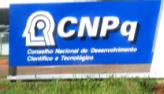 CNPq
Conselho Nacional de Desenvolvimento
Científico e Tecnológico